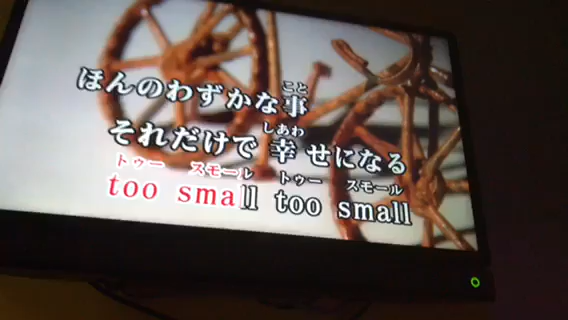 ほんのわずかな事
こと
それだけで 幸せになる
しあわ
too small too small
トゥー スモール トゥー スモール